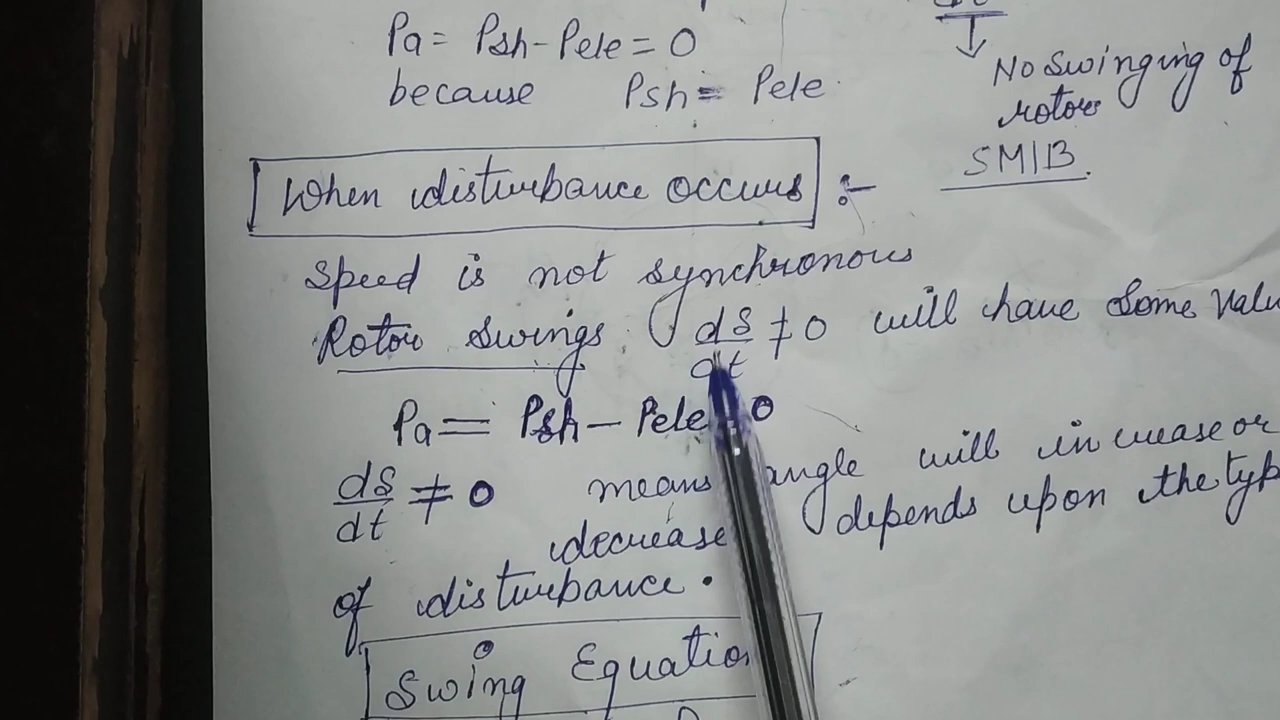 Pa = Psh - Pele = 0
because Psh = Pele
No swinging of
rotor
SMIB
When disturbance occurs :-
Speed is not synchronous
Rotor swings dδ/dt ≠ 0 will have some valu
Pa = Psh - Pele 0
dδ/dt ≠ 0 means angle will increase or
decrease depends upon the typ
of disturbance.
Swing Equation